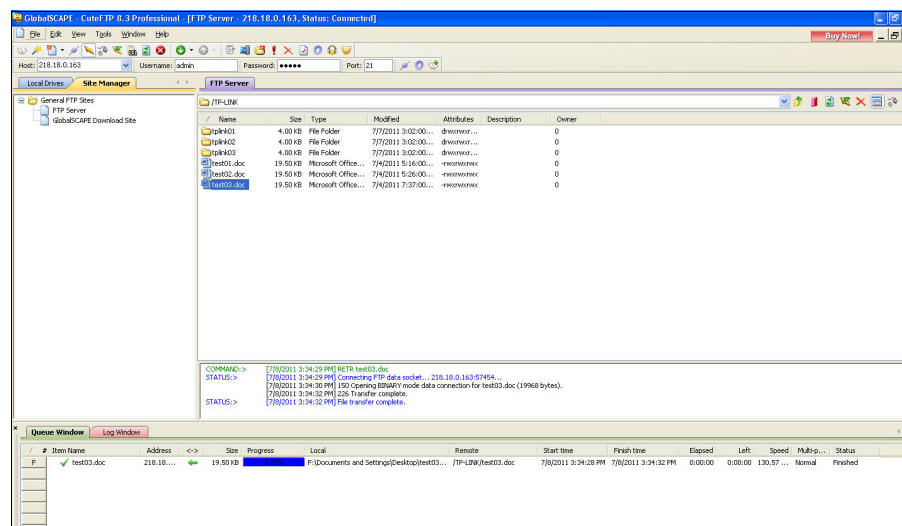 GlobalSCAPE - CuteFTP 8.3 Professional - [FTP Server - 218.18.0.163, Status: Connected]
File Edit View Tools Window Help
Buy Now!
Host: 218.18.0.163 Username: admin Password: ●●●●● Port: 21
Local Drives Site Manager FTP Server
General FTP Sites
FTP Server
GlobalSCAPE Download Site
/TP-LINK
/ Name Size Type Modified Attributes Description Owner
tplink01 4.00 KB File Folder 7/7/2011 3:02:00... drwxrwxr... 0
tplink02 4.00 KB File Folder 7/7/2011 3:02:00... drwxrwxr... 0
tplink03 4.00 KB File Folder 7/7/2011 3:02:00... drwxrwxr... 0
test01.doc 19.50 KB Microsoft Office... 7/4/2011 5:16:00... -rwxrwxrwx 0
test02.doc 19.50 KB Microsoft Office... 7/4/2011 5:26:00... -rwxrwxrwx 0
test03.doc 19.50 KB Microsoft Office... 7/4/2011 7:37:00... -rwxrwxrwx 0
COMMAND:> [7/8/2011 3:34:29 PM] RETR test03.doc
STATUS:> [7/8/2011 3:34:29 PM] Connecting FTP data socket... 218.18.0.163:57454...
[7/8/2011 3:34:30 PM] 150 Opening BINARY mode data connection for test03.doc (19968 bytes).
[7/8/2011 3:34:32 PM] 226 Transfer complete.
STATUS:> [7/8/2011 3:34:32 PM] File transfer complete.
Queue Window Log Window
/ # Item Name Address <-> Size Progress Local Remote Start time Finish time Elapsed Left Speed Multi-p... Status
F test03.doc 218.18.... 19.50 KB F:\Documents and Settings\Desktop\test03... /TP-LINK/test03.doc 7/8/2011 3:34:28 PM 7/8/2011 3:34:32 PM 0:00:00 0:00:00 130.57 ... Normal Finished